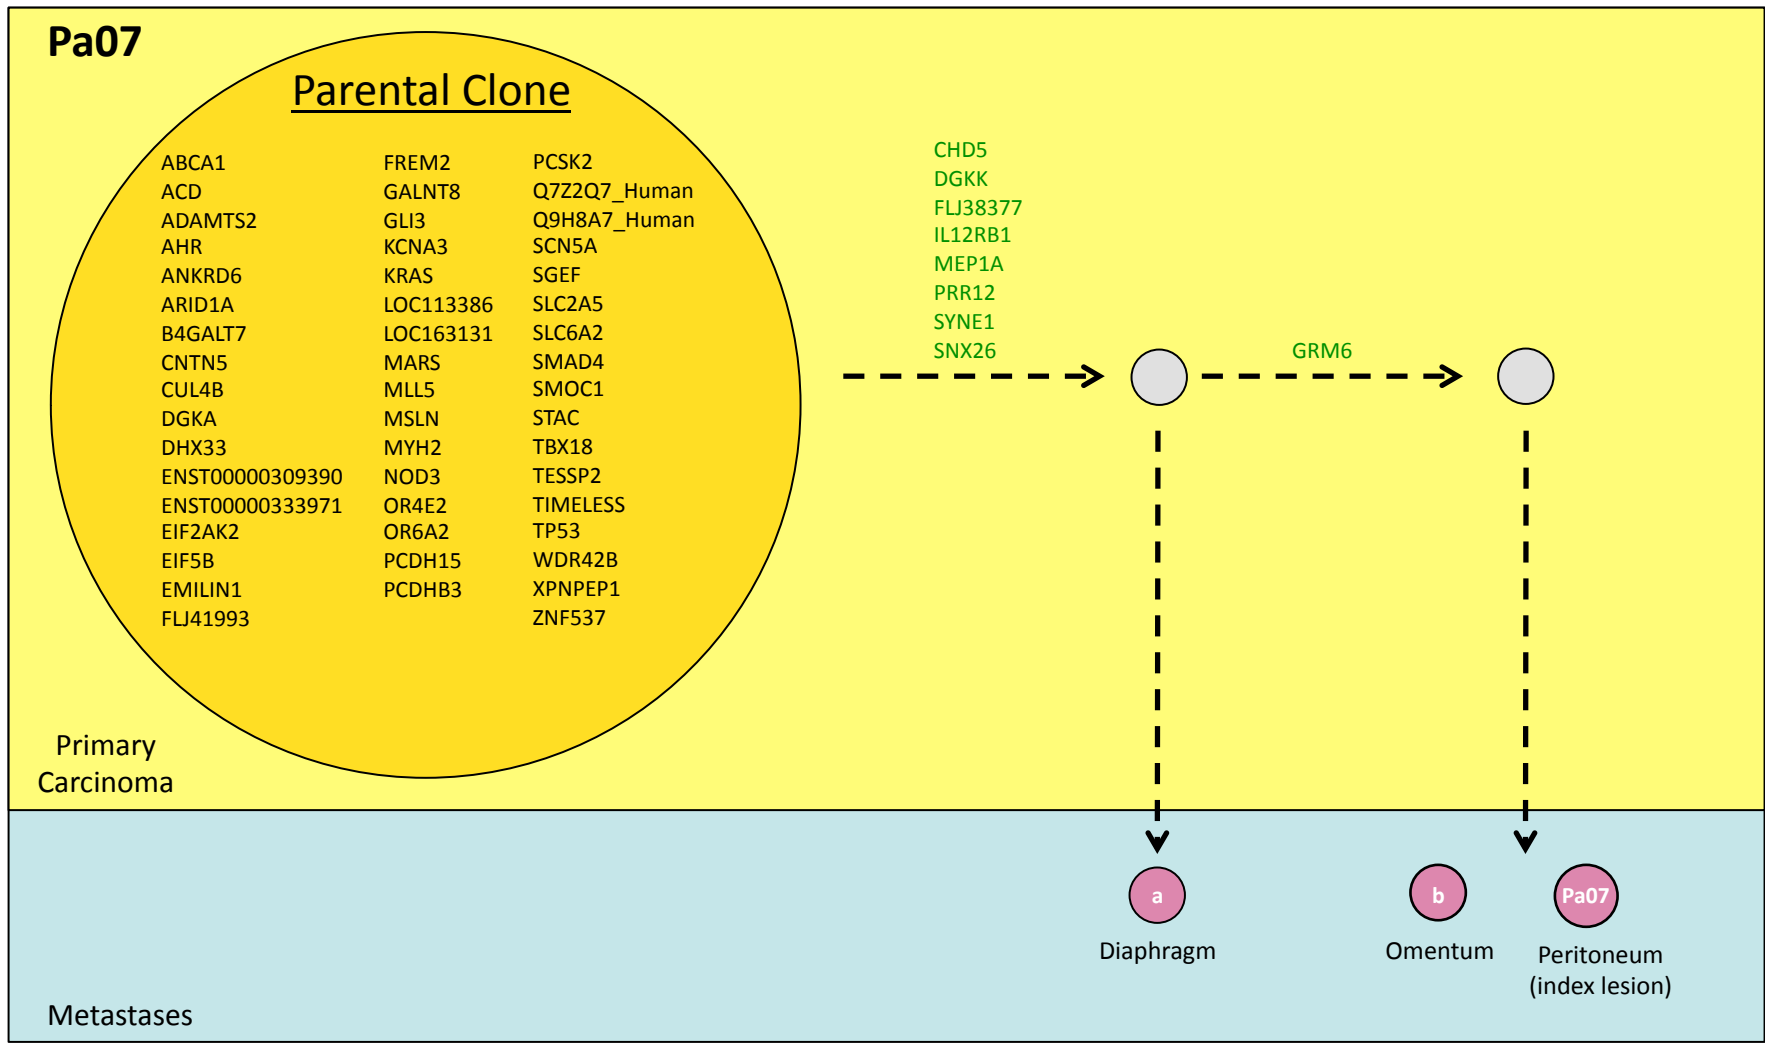 Pa07
Parental Clone
ABCA1
ACD
ADAMTS2
AHR
ANKRD6
ARID1A
B4GALT7
CNTN5
CUL4B
DGKA
DHX33
ENST00000309390
ENST00000333971
EIF2AK2
EIF5B
EMILIN1
FLJ41993
FREM2
GALNT8
GLI3
KCNA3
KRAS
LOC113386
LOC163131
MARS
MLL5
MSLN
MYH2
NOD3
OR4E2
OR6A2
PCDH15
PCDHB3
PCSK2
Q7Z2Q7_Human
Q9H8A7_Human
SCN5A
SGEF
SLC2A5
SLC6A2
SMAD4
SMOC1
STAC
TBX18
TESSP2
TIMELESS
TP53
WDR42B
XPNPEP1
ZNF537
CHD5
DGKK
FLJ38377
IL12RB1
MEP1A
PRR12
SYNE1
SNX26
GRM6
Primary
Carcinoma
a
b
Pa07
Diaphragm
Omentum
Peritoneum
(index lesion)
Metastases